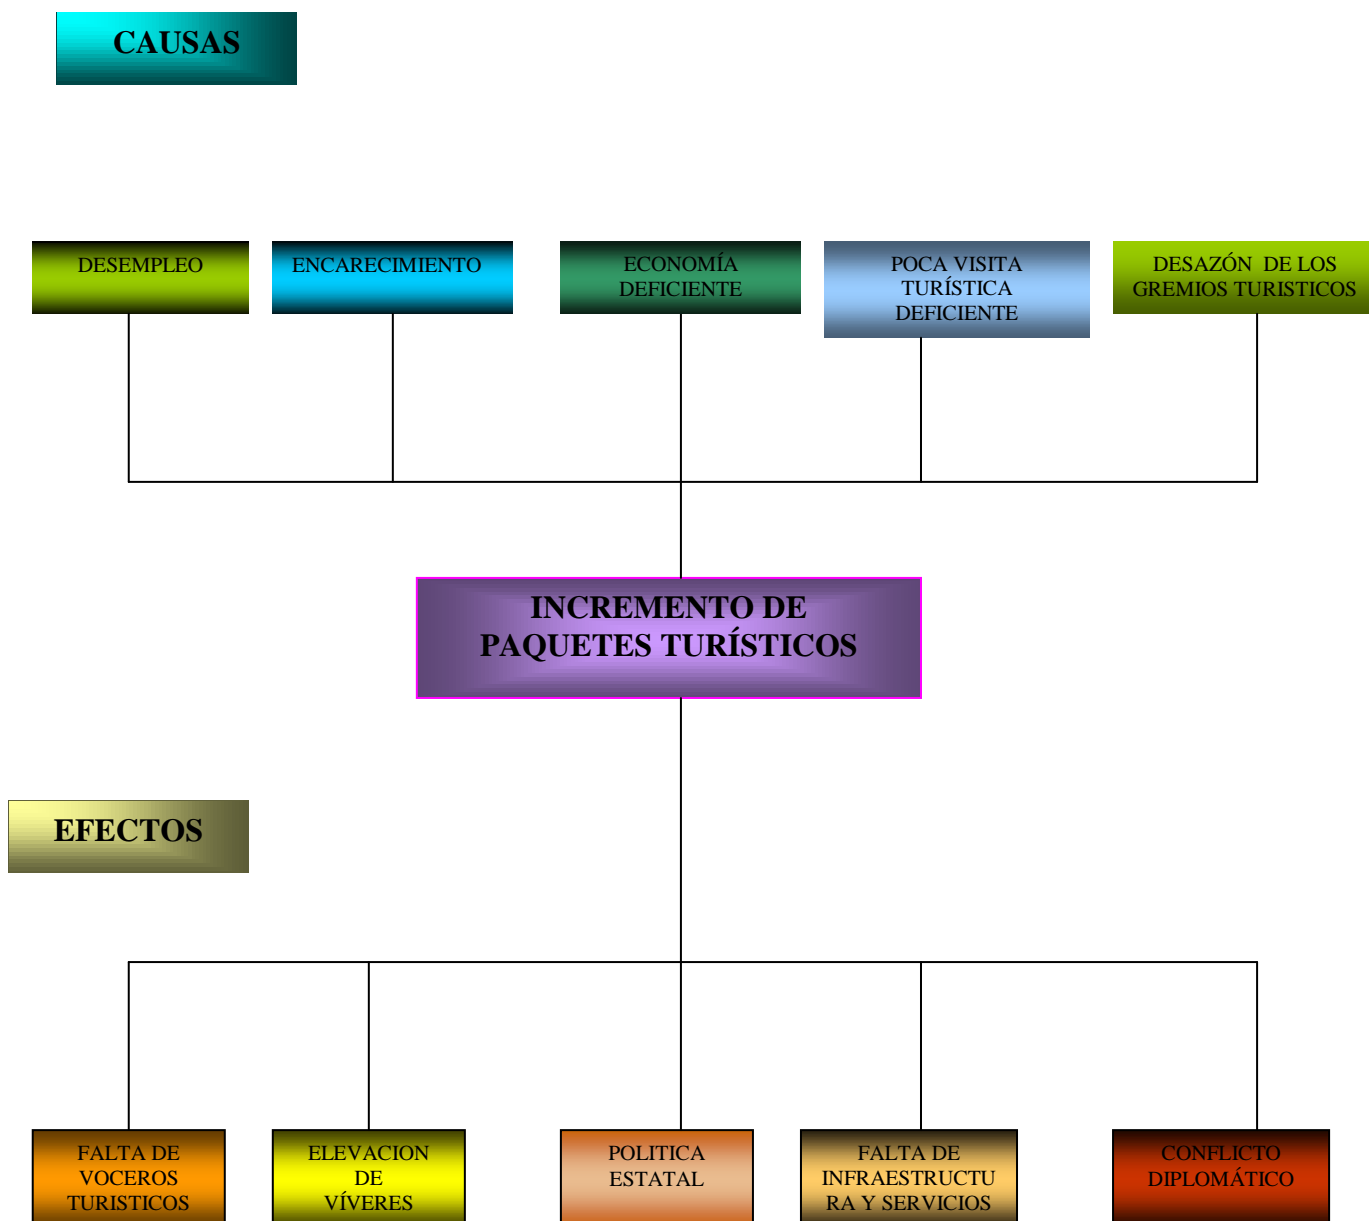 CAUSAS
DESEMPLEO
ENCARECIMIENTO
ECONOMÍA
DEFICIENTE
POCA VISITA
TURÍSTICA
DEFICIENTE
DESAZÓN DE LOS
GREMIOS TURISTICOS
INCREMENTO DE
PAQUETES TURÍSTICOS
EFECTOS
FALTA DE
VOCEROS
TURISTICOS
ELEVACION
DE
VÍVERES
POLITICA
ESTATAL
FALTA DE
INFRAESTRUCTU
RA Y SERVICIOS
CONFLICTO
DIPLOMÁTICO